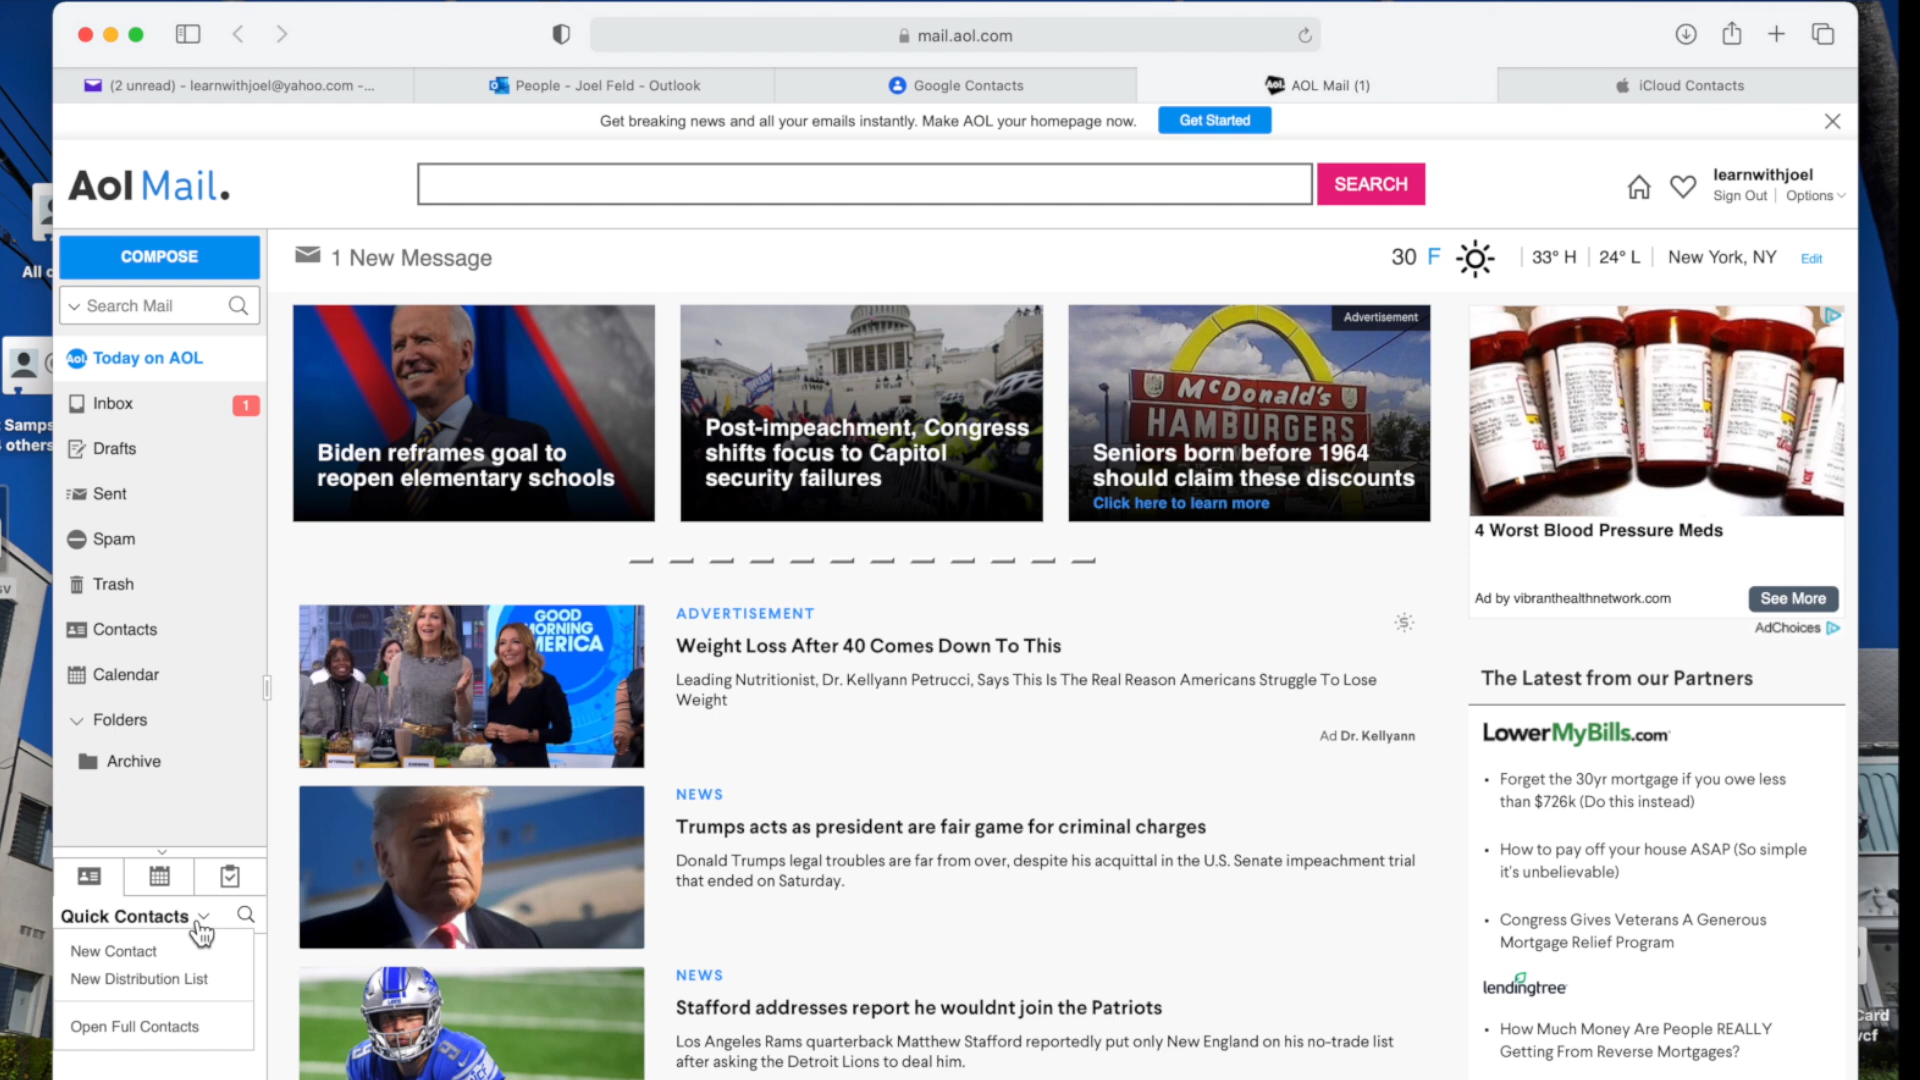 mail.aol.com
(2 unread) - learnwithjoel@yahoo.com -...
People - Joel Feld - Outlook
Google Contacts
AOL Mail (1)
iCloud Contacts
Get breaking news and all your emails instantly. Make AOL your homepage now.
Get Started
Aol Mail.
SEARCH
learnwithjoel
Sign Out
Options
COMPOSE
Search Mail
Today on AOL
Inbox
1
Drafts
Sent
Spam
Trash
Contacts
Calendar
Folders
Archive
Quick Contacts
New Contact
New Distribution List
Open Full Contacts
1 New Message
30 F
33° H
24° L
New York, NY
Edit
Biden reframes goal to
reopen elementary schools
Post-impeachment, Congress
shifts focus to Capitol
security failures
Advertisement
McDonald's
HAMBURGERS
Seniors born before 1964
should claim these discounts
Click here to learn more
GOOD
MORNING
AMERICA
ADVERTISEMENT
Weight Loss After 40 Comes Down To This
Leading Nutritionist, Dr. Kellyann Petrucci, Says This Is The Real Reason Americans Struggle To Lose
Weight
Ad Dr. Kellyann
NEWS
Trumps acts as president are fair game for criminal charges
Donald Trumps legal troubles are far from over, despite his acquittal in the U.S. Senate impeachment trial
that ended on Saturday.
NEWS
Stafford addresses report he wouldnt join the Patriots
Los Angeles Rams quarterback Matthew Stafford reportedly put only New England on his no-trade list
after asking the Detroit Lions to deal him.
4 Worst Blood Pressure Meds
Ad by vibranthealthnetwork.com
See More
AdChoices
The Latest from our Partners
LowerMyBills.com
• Forget the 30yr mortgage if you owe less
than $726k (Do this instead)
• How to pay off your house ASAP (So simple
it's unbelievable)
• Congress Gives Veterans A Generous
Mortgage Relief Program
lendingtree
• How Much Money Are People REALLY
Getting From Reverse Mortgages?
All
Samps
others